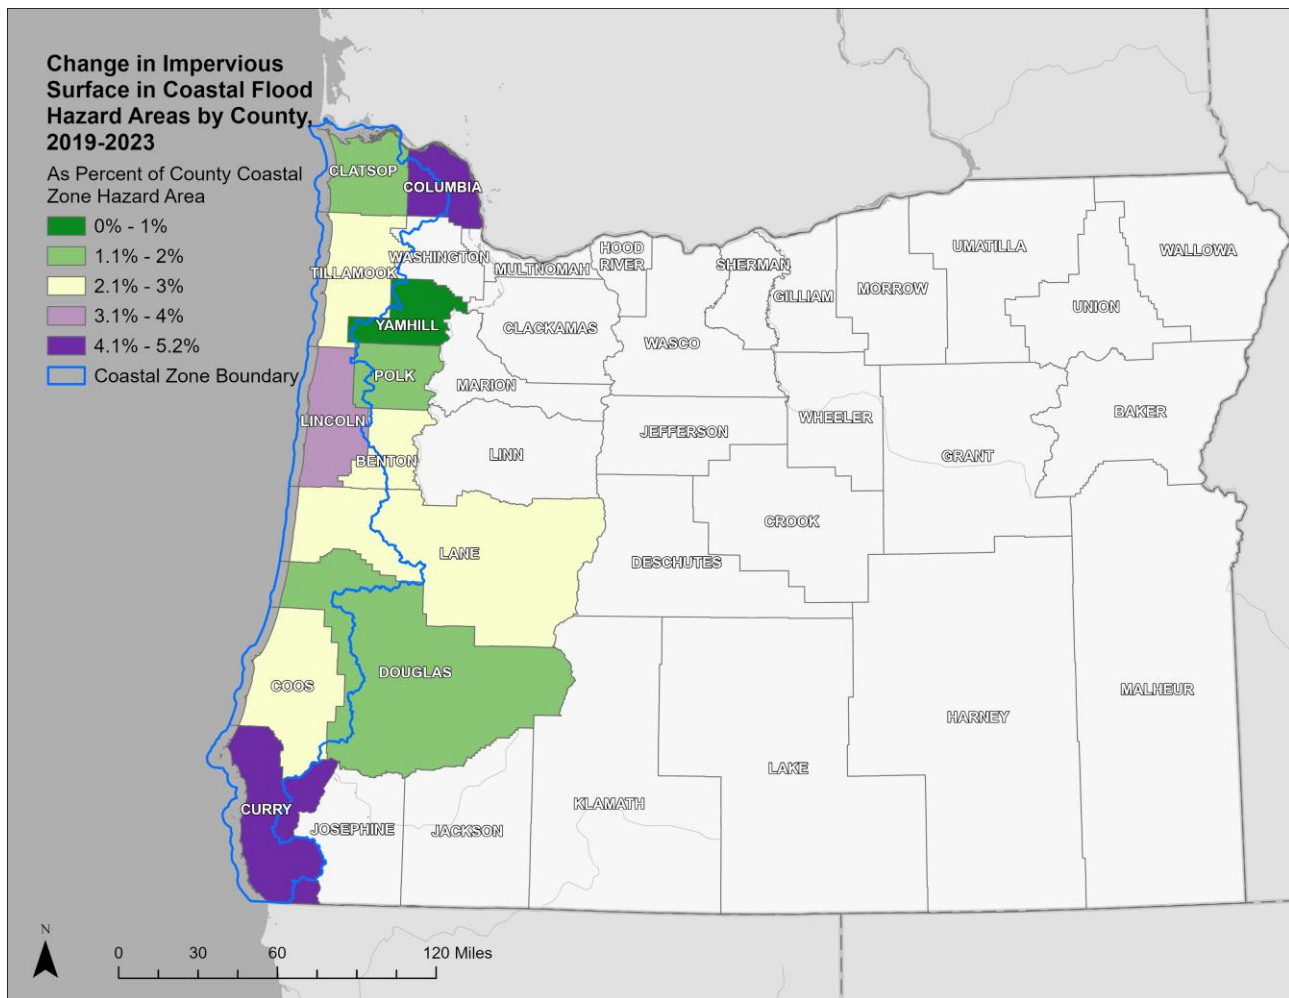 Change in Impervious
Surface in Coastal Flood
Hazard Areas by County,
2019-2023
As Percent of County Coastal
Zone Hazard Area
0% - 1%
1.1% - 2%
2.1% - 3%
3.1% - 4%
4.1% - 5.2%
Coastal Zone Boundary
CLATSOP
COLUMBIA
TILLAMOOK
WASHINGTON
MULTNOMAH
HOOD
RIVER
SHERMAN
GILLIAM
MORROW
UMATILLA
UNION
WALLOWA
YAMHILL
CLACKAMAS
WASCO
POLK
MARION
WHEELER
BAKER
LINCOLN
JEFFERSON
GRANT
BENTON
LINN
CROOK
LANE
DESCHUTES
DOUGLAS
COOS
MALHEUR
HARNEY
LAKE
KLAMATH
CURRY
JOSEPHINE
JACKSON
N
0 30 60 120 Miles